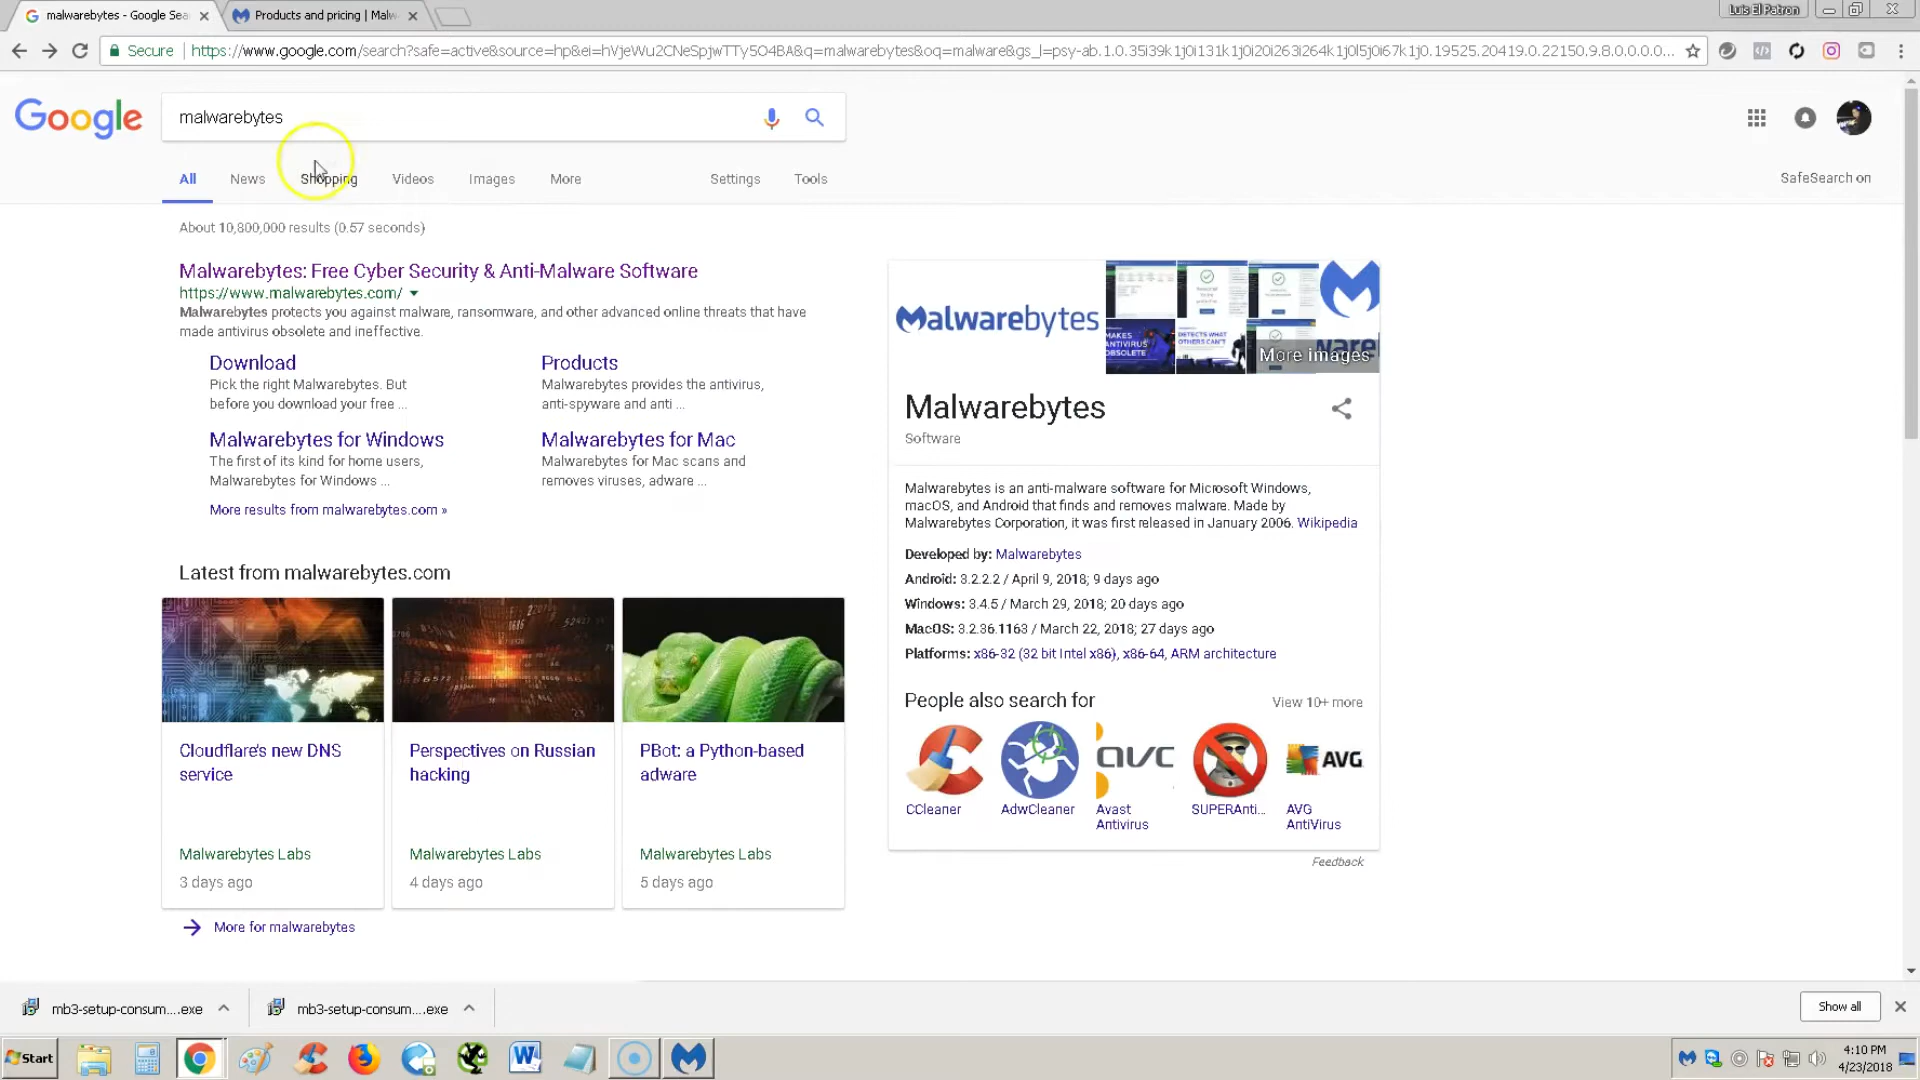 malwarebytes - Google Sea
Products and pricing | Malw
Luis El Patron
Secure
https://www.google.com/search?safe=active&source=hp&ei=hVjeWu2CNeSpjwTTy5O4BA&q=malwarebytes&oq=malware&gs_l=psy-ab.1.0.35i39k1j0i131k1j0i20i263i264k1j0l5j0i67k1j0.19525.20419.0.22150.9.8.0.0.0.0...
Google
malwarebytes
All
News
Shopping
Videos
Images
More
Settings
Tools
SafeSearch on
About 10,800,000 results (0.57 seconds)
Malwarebytes: Free Cyber Security & Anti-Malware Software
https://www.malwarebytes.com/
Malwarebytes protects you against malware, ransomware, and other advanced online threats that have
made antivirus obsolete and ineffective.
Download
Pick the right Malwarebytes. But
before you download your free ...
Products
Malwarebytes provides the antivirus,
anti-spyware and anti ...
Malwarebytes for Windows
The first of its kind for home users,
Malwarebytes for Windows ...
Malwarebytes for Mac
Malwarebytes for Mac scans and
removes viruses, adware ...
More results from malwarebytes.com »
Latest from malwarebytes.com
Cloudflare's new DNS
service
Malwarebytes Labs
3 days ago
Perspectives on Russian
hacking
Malwarebytes Labs
4 days ago
PBot: a Python-based
adware
Malwarebytes Labs
5 days ago
More for malwarebytes
Malwarebytes
MAKES
ANTIVIRUS
OBSOLETE
DETECTS WHAT
OTHERS CAN'T
More images
Malwarebytes
Software
Malwarebytes is an anti-malware software for Microsoft Windows,
macOS, and Android that finds and removes malware. Made by
Malwarebytes Corporation, it was first released in January 2006. Wikipedia
Developed by: Malwarebytes
Android: 3.2.2.2 / April 9, 2018; 9 days ago
Windows: 3.4.5 / March 29, 2018; 20 days ago
MacOS: 3.2.36.1163 / March 22, 2018; 27 days ago
Platforms: x86-32 (32 bit Intel x86), x86-64, ARM architecture
People also search for
View 10+ more
avc
AVG
CCleaner
AdwCleaner
Avast
Antivirus
SUPERAnti...
AVG
AntiVirus
Feedback
mb3-setup-consum....exe
mb3-setup-consum....exe
Show all
Start
4:10 PM
4/23/2018